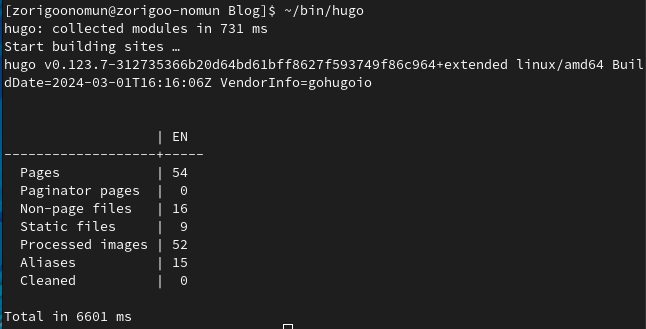 [zorigoonomun@zorigoo-nomun Blog]$ ~/bin/hugo
hugo: collected modules in 731 ms
Start building sites …
hugo v0.123.7-312735366b20d64bd61bff8627f593749f86c964+extended linux/amd64 Buil
dDate=2024-03-01T16:16:06Z VendorInfo=gohugoio
                   | EN
-------------------+-----
  Pages            | 54
  Paginator pages  |  0
  Non-page files   | 16
  Static files     |  9
  Processed images | 52
  Aliases          | 15
  Cleaned          |  0
Total in 6601 ms